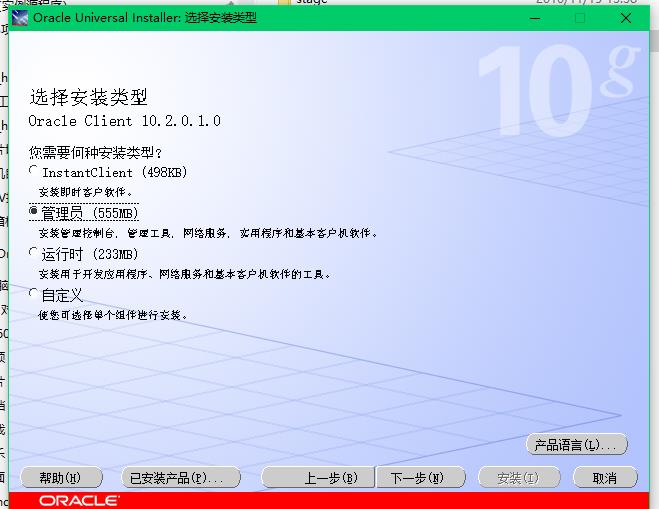 stage
Oracle Universal Installer: 选择安装类型
10g
选择安装类型
Oracle Client 10.2.0.1.0
您需要何种安装类型?
InstantClient (498KB)
安装即时客户软件。
管理员 (555MB)
安装管理控制台, 管理工具, 网络服务, 实用程序和基本客户机软件。
运行时 (233MB)
安装用于开发应用程序、网络服务和基本客户机软件的工具。
自定义
使您可选择单个组件进行安装。
产品语言(L)...
帮助(H) 已安装产品(P)... 上一步(B) 下一步(N) 安装(I) 取消
ORACLE